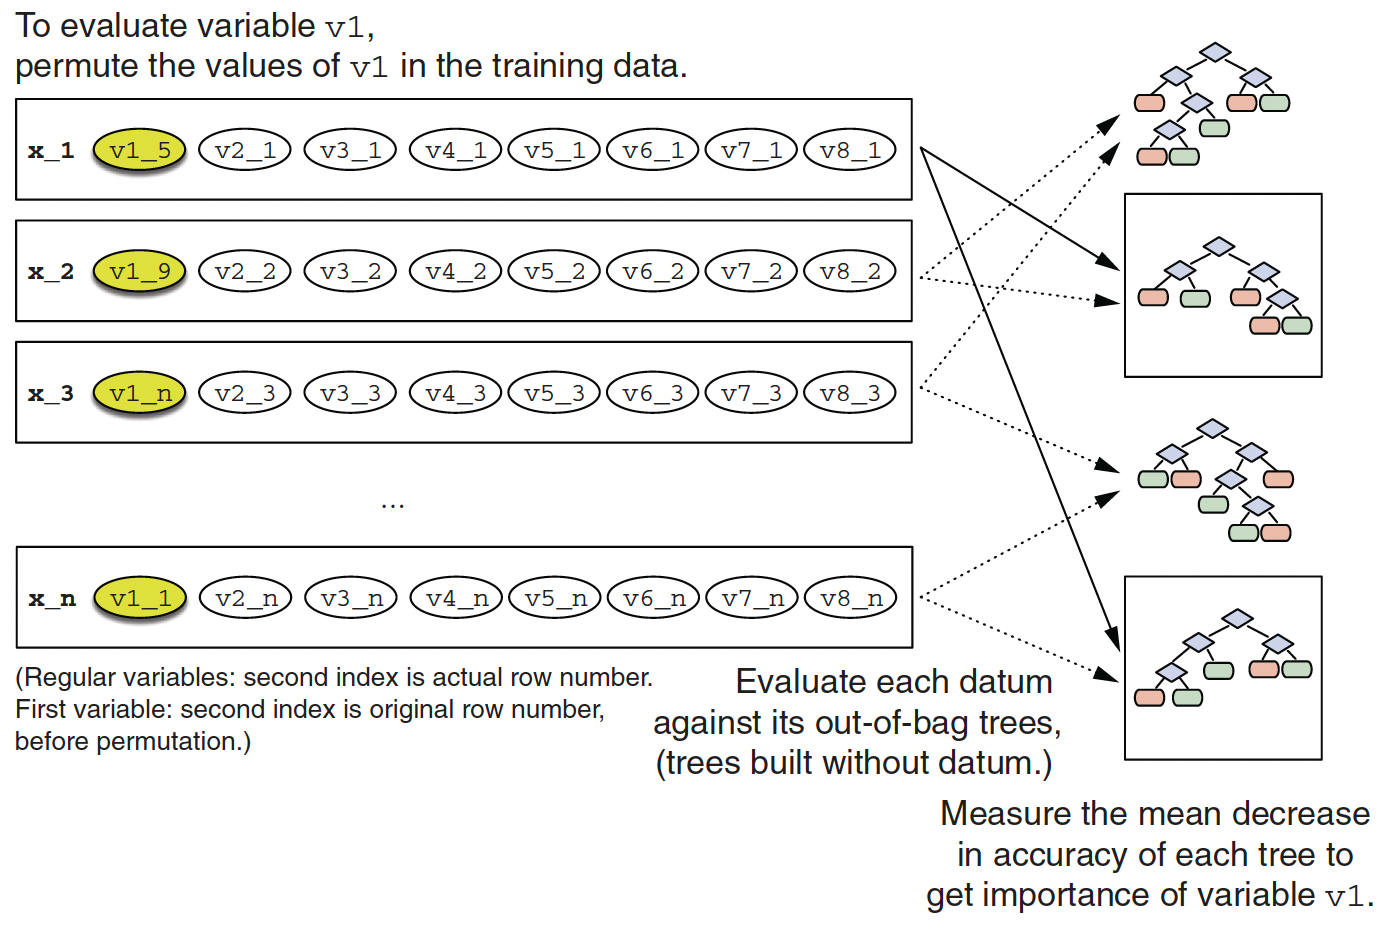 To evaluate variable v1,
permute the values of v1 in the training data.
x_1 v1_5 v2_1 v3_1 v4_1 v5_1 v6_1 v7_1 v8_1
x_2 v1_9 v2_2 v3_2 v4_2 v5_2 v6_2 v7_2 v8_2
x_3 v1_n v2_3 v3_3 v4_3 v5_3 v6_3 v7_3 v8_3
...
x_n v1_1 v2_n v3_n v4_n v5_n v6_n v7_n v8_n
(Regular variables: second index is actual row number.
First variable: second index is original row number,
before permutation.)
Evaluate each datum
against its out-of-bag trees,
(trees built without datum.)
Measure the mean decrease
in accuracy of each tree to
get importance of variable v1.